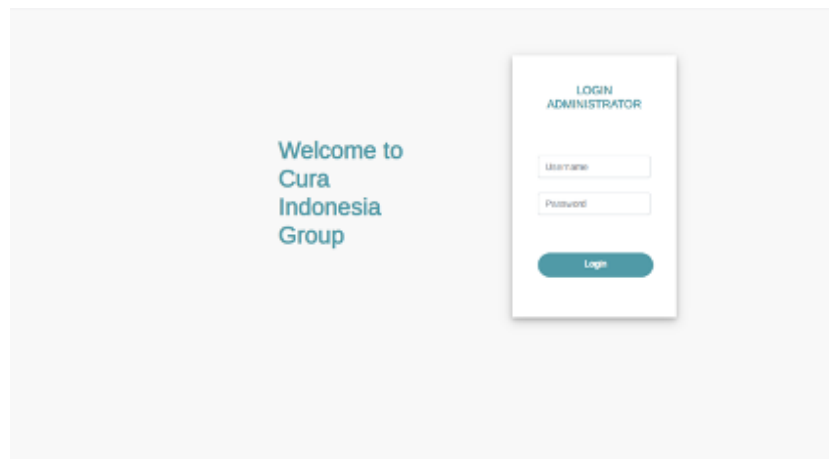 Welcome to
Cura
Indonesia
Group
LOGIN
ADMINISTRATOR
Username
Password
Login